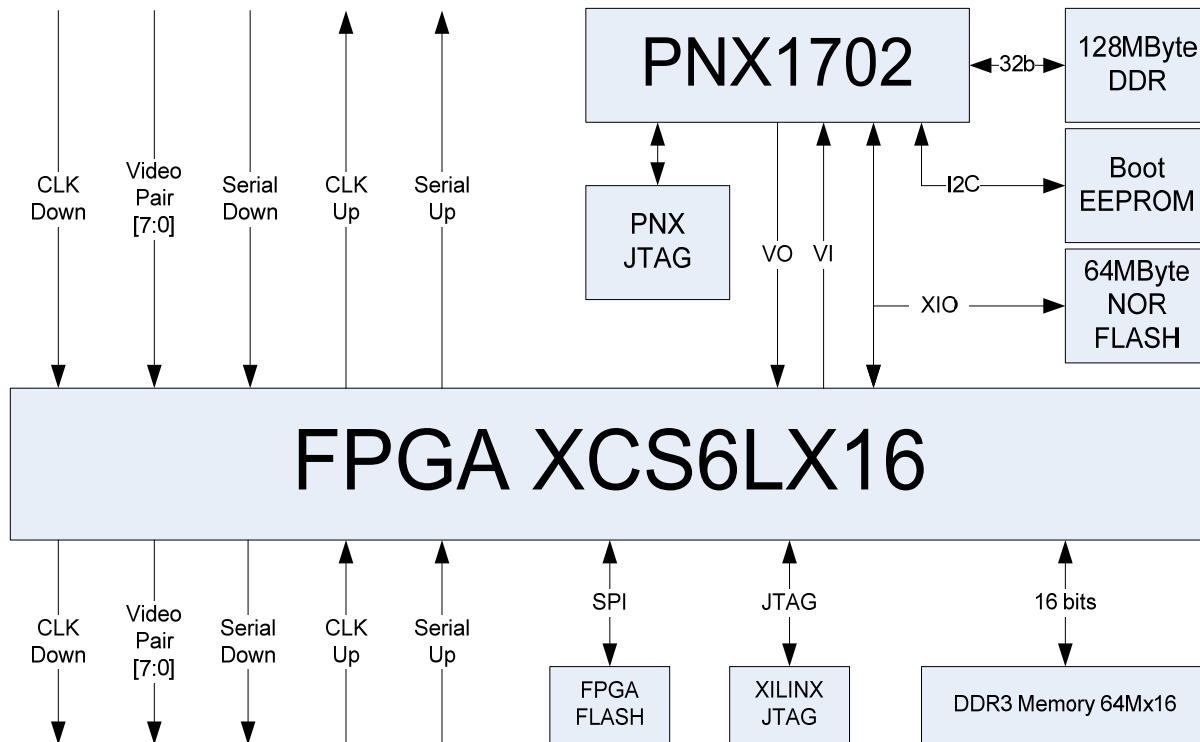 PNX1702
32b
128MByte
DDR
CLK
Down
Video
Pair
[7:0]
Serial
Down
CLK
Up
Serial
Up
PNX
JTAG
VO
VI
I2C
Boot
EEPROM
XIO
64MByte
NOR
FLASH
FPGA XCS6LX16
CLK
Down
Video
Pair
[7:0]
Serial
Down
CLK
Up
Serial
Up
SPI
JTAG
16 bits
FPGA
FLASH
XILINX
JTAG
DDR3 Memory 64Mx16